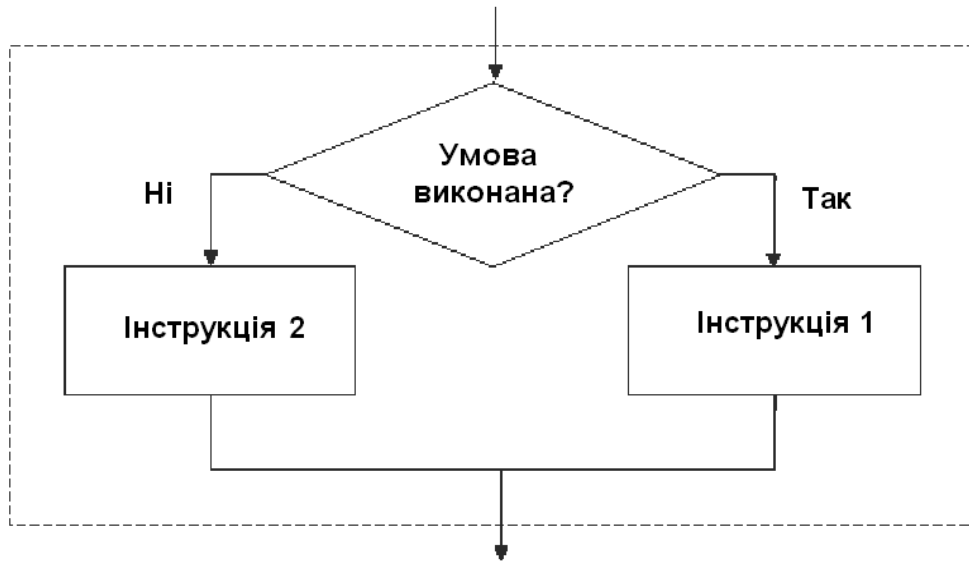 Умова
виконана?
Ні
Так
Інструкція 2
Інструкція 1